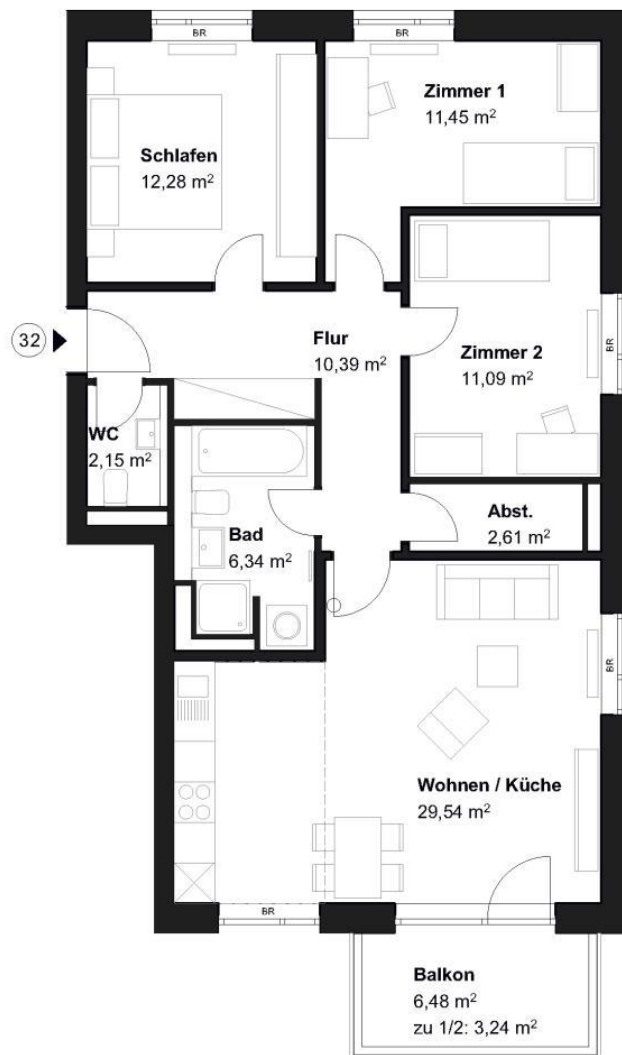 BR
BR
Zimmer 1
11,45 m²
Schlafen
12,28 m²
32
Flur
10,39 m²
Zimmer 2
11,09 m²
BR
WC
2,15 m²
Abst.
2,61 m²
Bad
6,34 m²
BR
Wohnen / Küche
29,54 m²
BR
Balkon
6,48 m²
zu 1/2: 3,24 m²